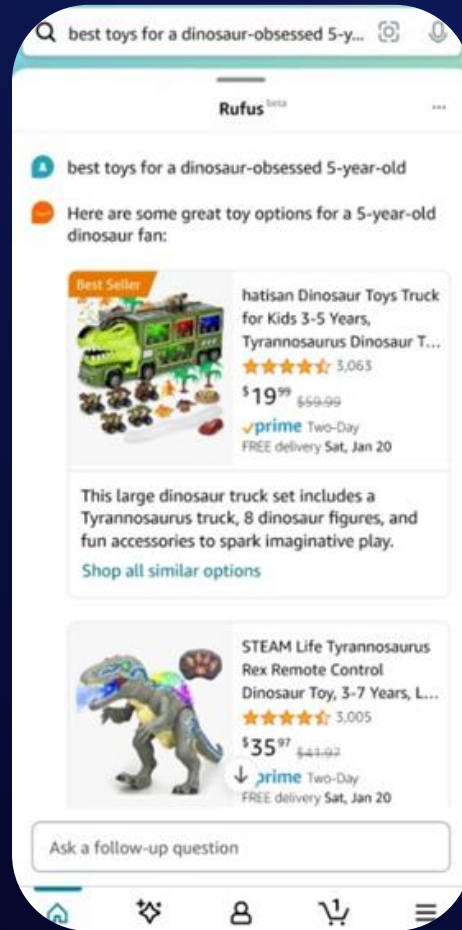 best toys for a dinosaur-obsessed 5-y...
Rufus beta
best toys for a dinosaur-obsessed 5-year-old
Here are some great toy options for a 5-year-old
dinosaur fan:
Best Seller
hatisan Dinosaur Toys Truck
for Kids 3-5 Years,
Tyrannosaurus Dinosaur T...
3,063
$19⁹⁹ $59.99
prime Two-Day
FREE delivery Sat, Jan 20
This large dinosaur truck set includes a
Tyrannosaurus truck, 8 dinosaur figures, and
fun accessories to spark imaginative play.
Shop all similar options
STEAM Life Tyrannosaurus
Rex Remote Control
Dinosaur Toy, 3-7 Years, L...
3,005
$35⁹⁷ $41.97
prime Two-Day
FREE delivery Sat, Jan 20
Ask a follow-up question
1